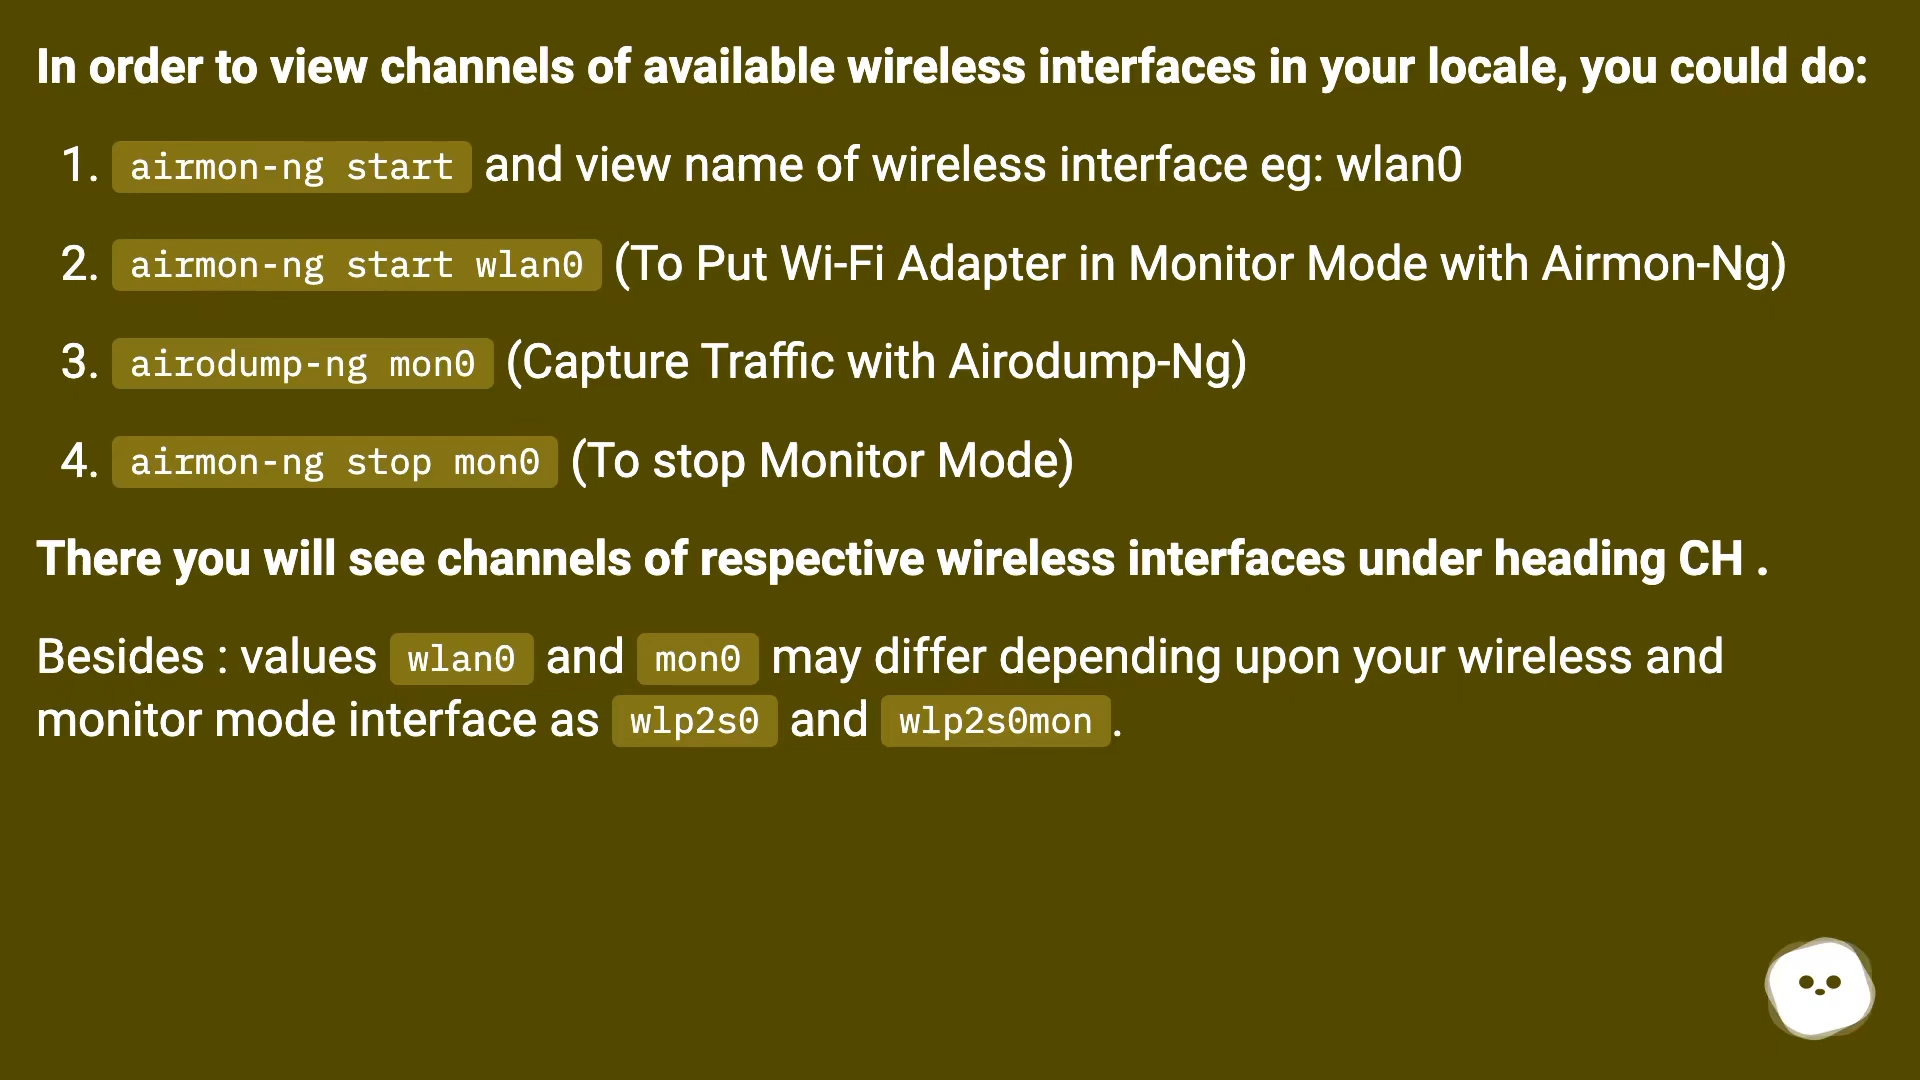 In order to view channels of available wireless interfaces in your locale, you could do:
1. airmon-ng start and view name of wireless interface eg: wlan0
2. airmon-ng start wlan0 (To Put Wi-Fi Adapter in Monitor Mode with Airmon-Ng)
3. airodump-ng mon0 (Capture Traffic with Airodump-Ng)
4. airmon-ng stop mon0 (To stop Monitor Mode)
There you will see channels of respective wireless interfaces under heading CH .
Besides : values wlan0 and mon0 may differ depending upon your wireless and
monitor mode interface as wlp2s0 and wlp2s0mon.